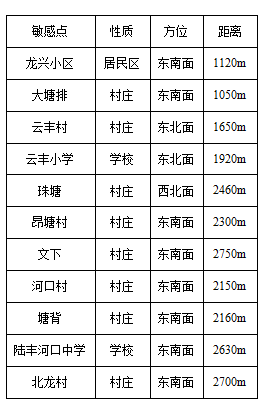 敏感点 性质 方位 距离
龙兴小区 居民区 东南面 1120m
大塘排 村庄 东南面 1050m
云丰村 村庄 东北面 1650m
云丰小学 学校 东北面 1920m
珠塘 村庄 西北面 2460m
昂塘村 村庄 东南面 2300m
文下 村庄 东南面 2750m
河口村 村庄 东南面 2150m
塘背 村庄 东南面 2160m
陆丰河口中学 学校 东南面 2630m
北龙村 村庄 东南面 2700m